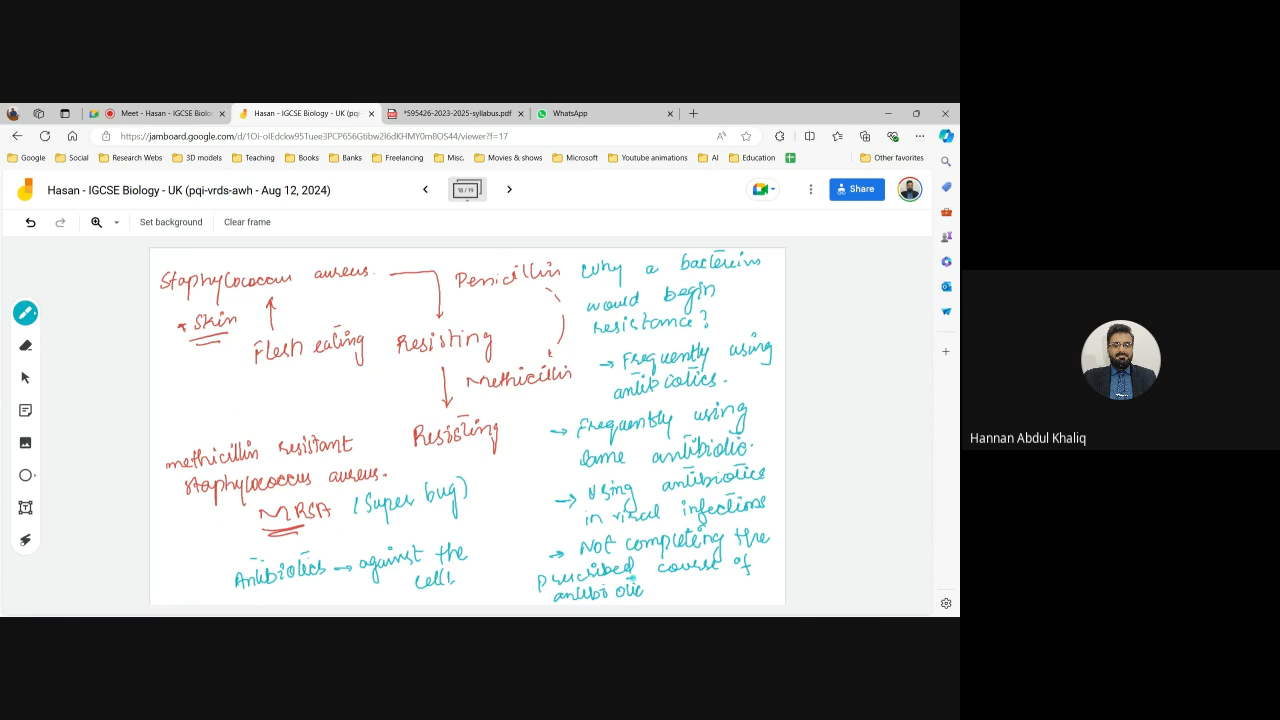 Meet - Hasan - IGCSE Biolo
Hasan - IGCSE Biology - UK (pqi
*595426-2023-2025-syllabus.pdf
WhatsApp
https://jamboard.google.com/d/1Oi-oIEdckw95Tuee3PCP656Gtibw2l6dKHMY0m8OS44/viewer?f=17
Google
Social
Research Webs
3D models
Teaching
Books
Banks
Freelancing
Misc.
Movies & shows
Microsoft
Youtube animations
AI
Education
Other favorites
Hasan - IGCSE Biology - UK (pqi-vrds-awh - Aug 12, 2024)
18 / 19
Share
Set background
Clear frame
Staphylococcus aureus.
* Skin
Flesh eating
Resisting
Penicillin
Methicillin
Resisting
methicillin resistant
staphylococcus aureus.
MRSA (Super bug)
Antibiotics → against the
cells
Why a bacterium
would begin
resistance?
→ Frequently using
antibiotics.
→ Frequently using
same antibiotic.
→ Using antibiotics
in viral infections
→ Not completing the
prescribed course of
antibiotic
Hannan Abdul Khaliq